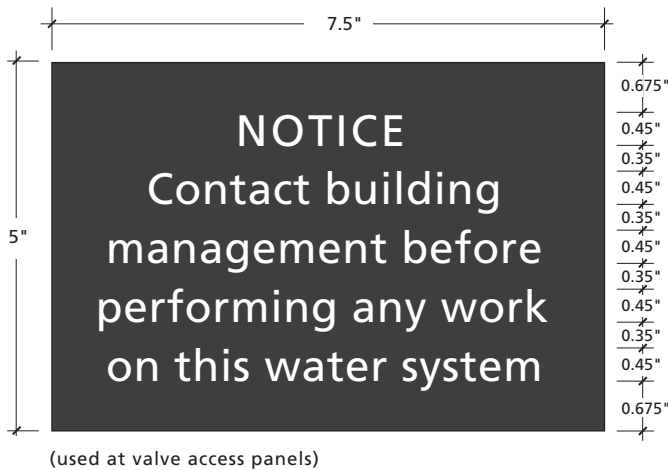 7.5"
0.675"
NOTICE
0.45"
0.35"
Contact building
0.45"
0.35"
5"
management before
0.45"
0.35"
performing any work
0.45"
0.35"
on this water system
0.45"
0.675"
(used at valve access panels)